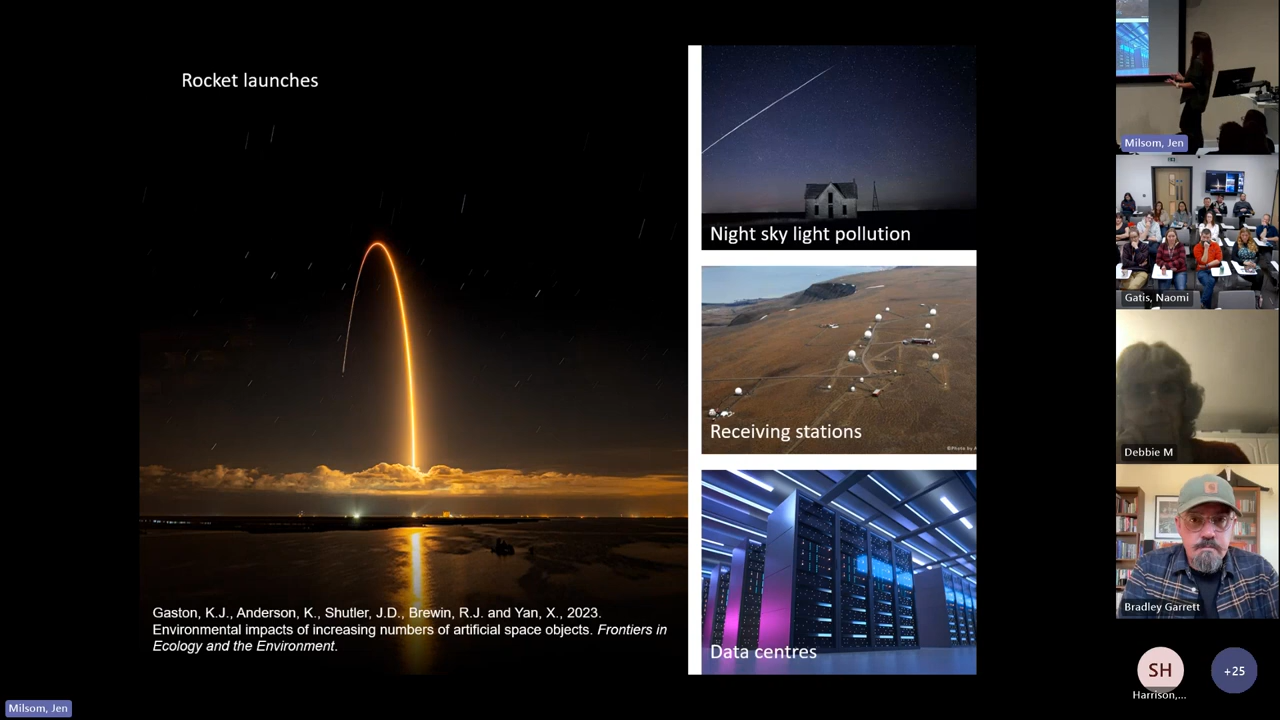 Rocket launches
Gaston, K.J., Anderson, K., Shutler, J.D., Brewin, R.J. and Yan, X., 2023.
Environmental impacts of increasing numbers of artificial space objects. Frontiers in
Ecology and the Environment.
Night sky light pollution
Receiving stations
©Photo by A
Data centres
Milsom, Jen
Milsom, Jen
Gatis, Naomi
Debbie M
Bradley Garrett
SH
Harrison,...
+25